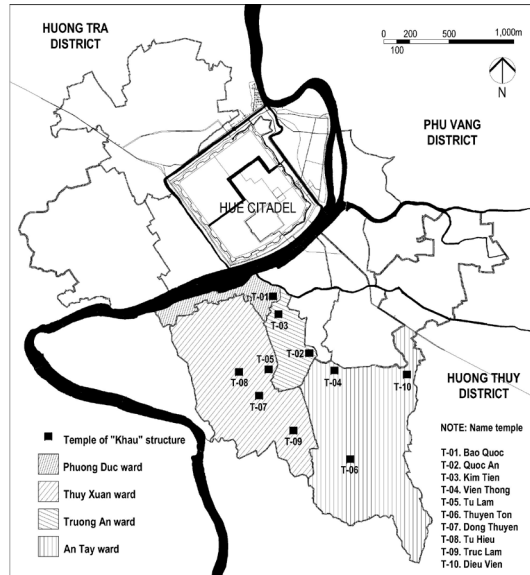 HUONG TRA
DISTRICT
0 200 500 1,000m
100
N
PHU VANG
DISTRICT
HUE CITADEL
T-01
T-03
T-02
T-05
T-08
T-04
T-10
T-07
T-09
T-06
HUONG THUY
DISTRICT
Temple of "Khau" structure
Phuong Duc ward
Thuy Xuan ward
Truong An ward
An Tay ward
NOTE: Name temple
T-01. Bao Quoc
T-02. Quoc An
T-03. Kim Tien
T-04. Vien Thong
T-05. Tu Lam
T-06. Thuyen Ton
T-07. Dong Thuyen
T-08. Tu Hieu
T-09. Truc Lam
T-10. Dieu Vien